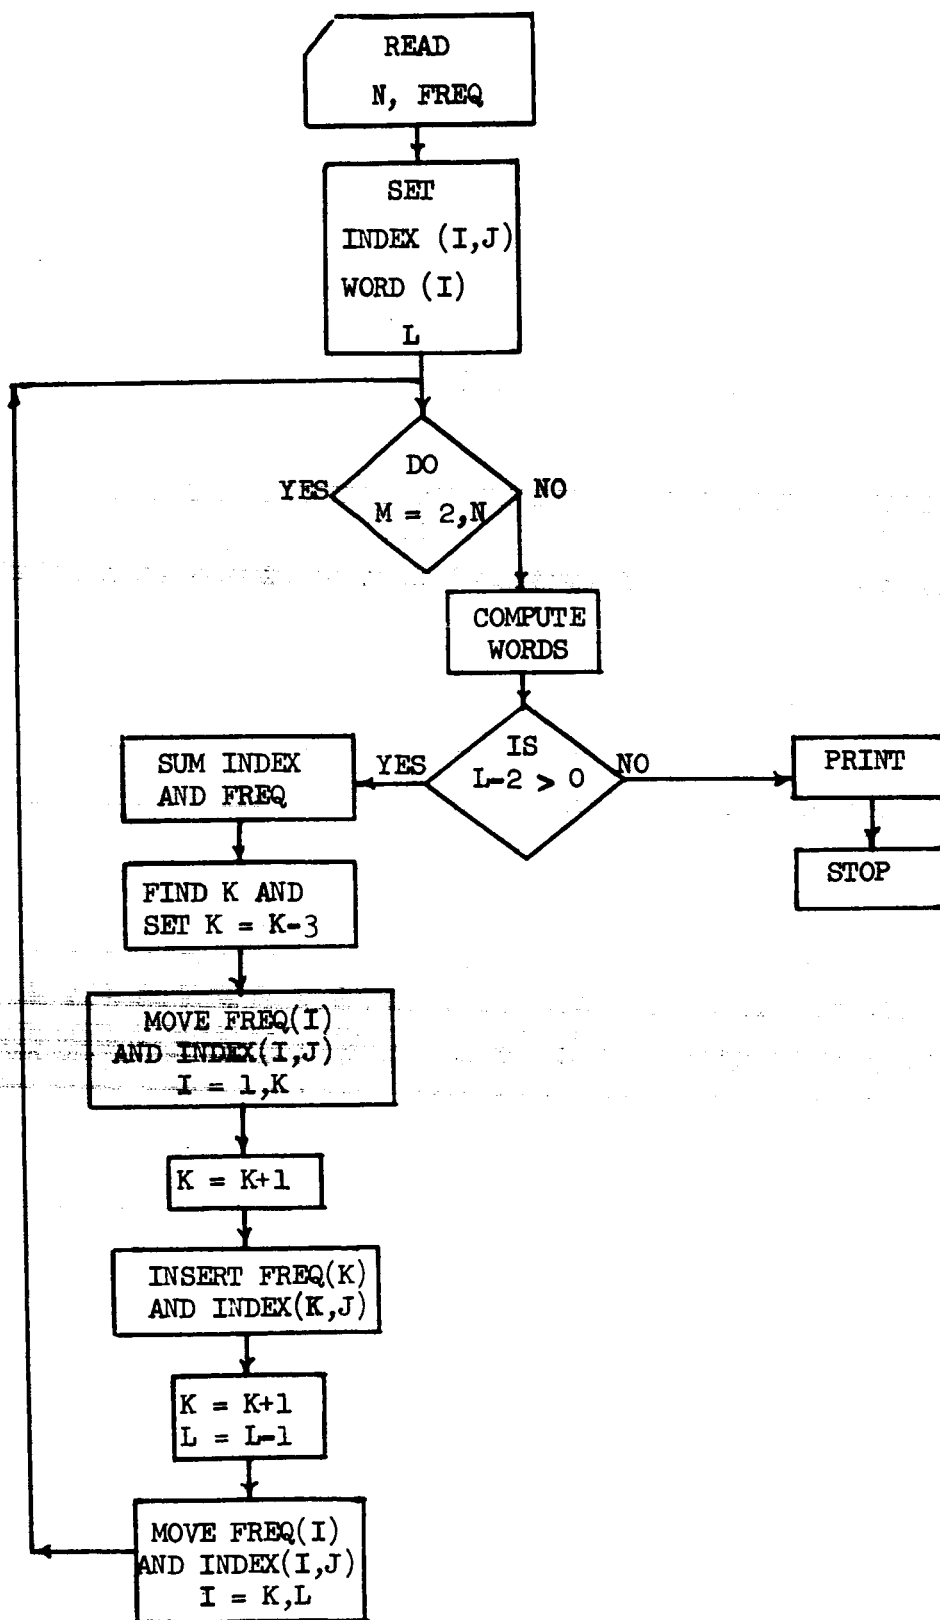 READ
N, FREQ
SET
INDEX (I,J)
WORD (I)
L
DO
M = 2,N
YES
NO
COMPUTE
WORDS
IS
L-2 > 0
YES
NO
PRINT
STOP
SUM INDEX
AND FREQ
FIND K AND
SET K = K-3
MOVE FREQ(I)
AND INDEX(I,J)
I = 1,K
K = K+1
INSERT FREQ(K)
AND INDEX(K,J)
K = K+1
L = L-1
MOVE FREQ(I)
AND INDEX(I,J)
I = K,L